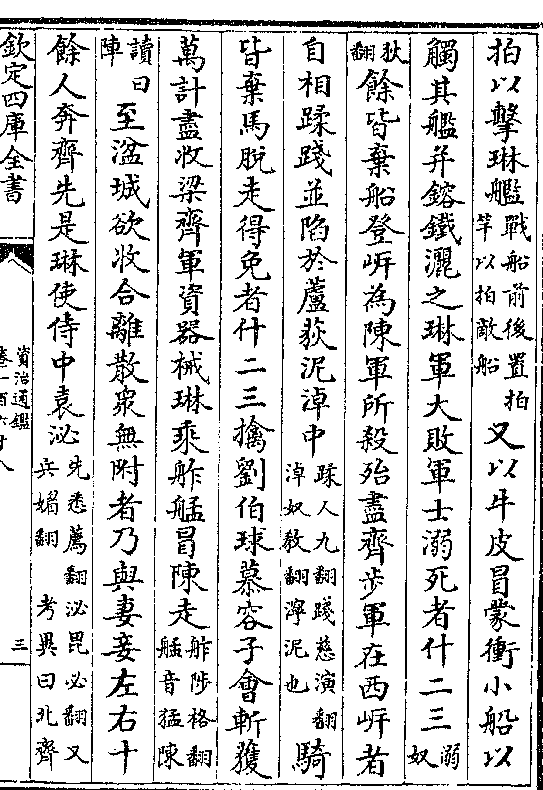 拍以擊琳艦戰船前後置拍竿以拍敵船又以牛皮冒蒙衝小船以
觸其艦并鎔鐵灑之琳軍大敗軍士溺死者什二三溺奴
狄翻餘皆棄船登㟁為陳軍所殺殆盡齊步軍在西㟁者
自相蹂踐並陷於蘆荻泥淖中蹂人九翻踐慈演翻淖奴敎翻濘泥也騎
皆棄馬脫走得免者什二三擒劉伯球慕容子會斬獲
萬計盡收梁齊軍資器械琳乘舴艋冒陳走舴陟格翻艋音猛陳
讀曰陣至湓城欲收合離散衆無附者乃與妻妾左右十
餘人奔齊先是琳使侍中袁泌先悉薦翻泌毘必翻又兵媚翻考異曰北齊
欽定四庫全書
資治通鑑
卷一百六十八
三